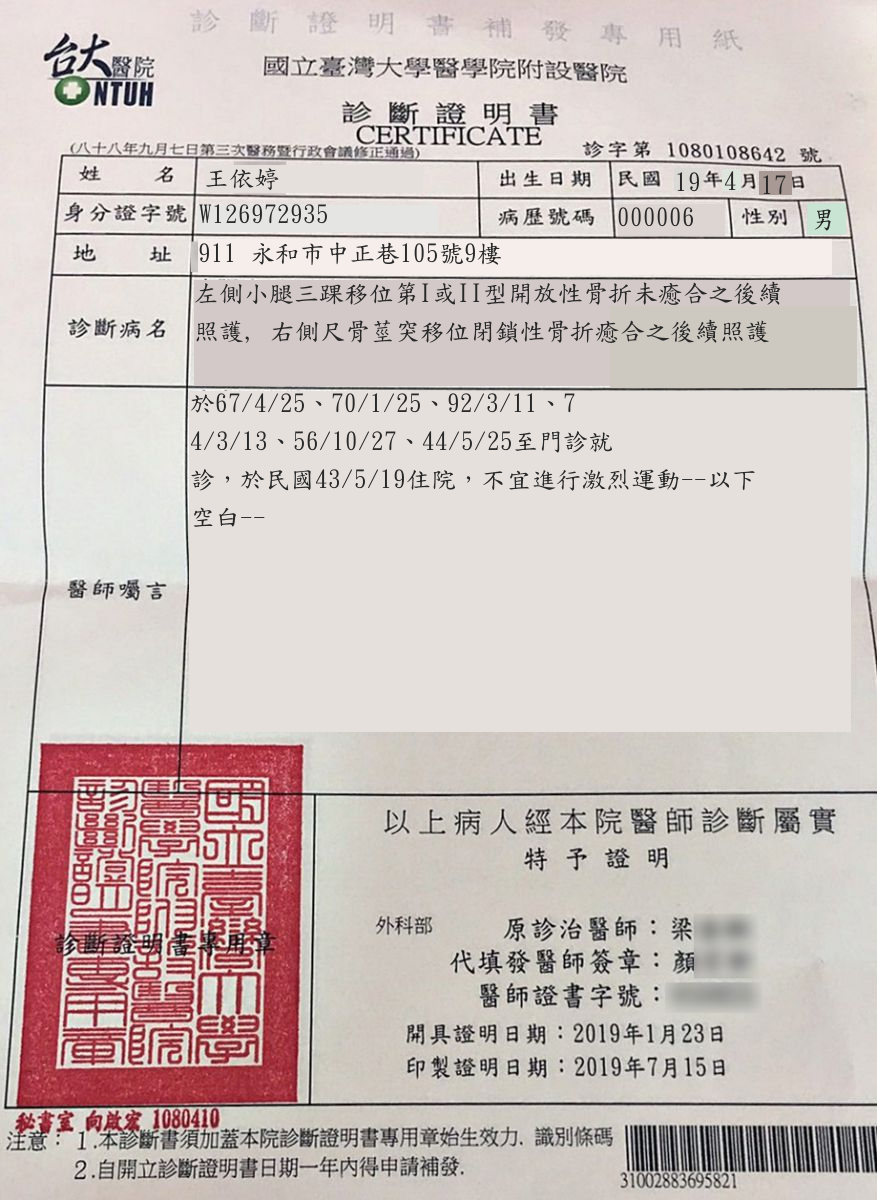 診斷證明書補發專用紙
台大醫院
NTUH
國立臺灣大學醫學院附設醫院
診斷證明書
CERTIFICATE
(八十八年九月七日第三次醫務暨行政會議修正通過)
診字第 1080108642 號
姓名 王依婷 出生日期 民國 19年4月17日
身分證字號 W126972935 病歷號碼 000006 性別 男
地址 911 永和市中正巷105號9樓
診斷病名
左側小腿三踝移位第I或II型開放性骨折未癒合之後續
照護, 右側尺骨莖突移位閉鎖性骨折癒合之後續照護
於67/4/25、70/1/25、92/3/11、7
4/3/13、56/10/27、44/5/25至門診就
診，於民國43/5/19住院，不宜進行激烈運動--以下
空白--
醫師囑言
國立臺灣大學
醫學院附設醫院
診斷證明書專用章
診斷證明書專用章
以上病人經本院醫師診斷屬實
特予證明
外科部 原診治醫師：梁
代填發醫師簽章：顏
醫師證書字號：
開具證明日期：2019年1月23日
印製證明日期：2019年7月15日
秘書室 向啟宏 1080410
注意：1.本診斷書須加蓋本院診斷證明書專用章始生效力. 識別條碼
2.自開立診斷證明書日期一年內得申請補發.
31002883695821